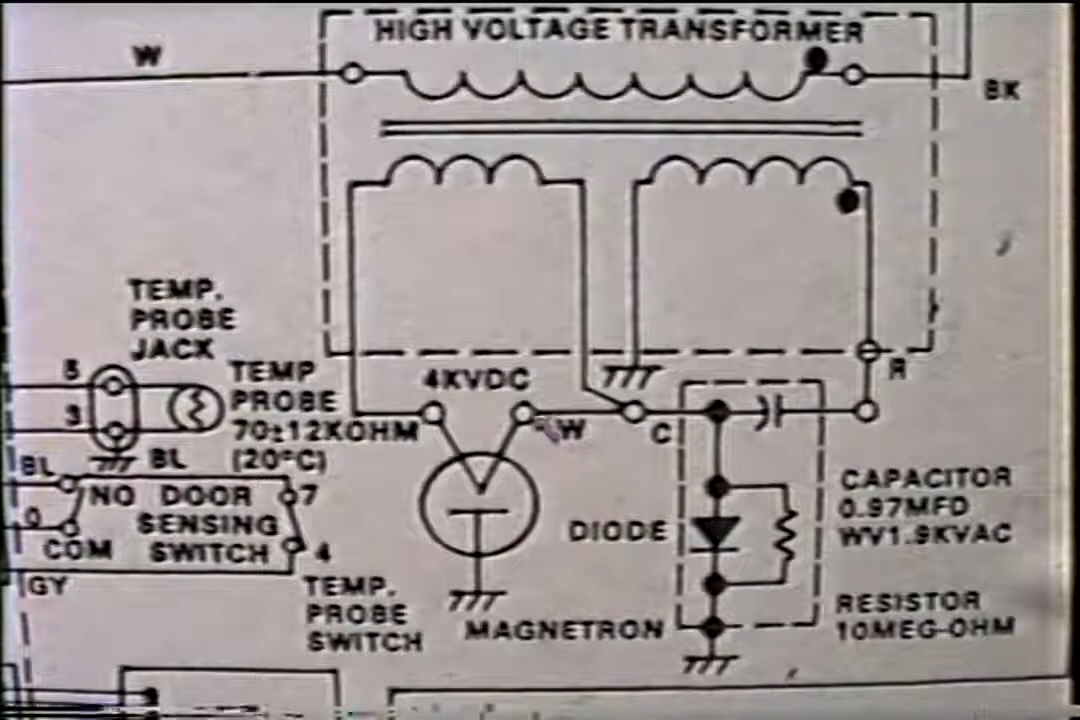 HIGH VOLTAGE TRANSFORMER
W
BK
TEMP.
PROBE
JACK
5
3
TEMP
PROBE
70±12KOHM
(20°C)
4KVDC
W
C
R
BL
BL
NO DOOR
SENSING
COM SWITCH
O
7
4
GY
TEMP.
PROBE
SWITCH
DIODE
MAGNETRON
CAPACITOR
0.97MFD
WV1.9KVAC
RESISTOR
10MEG-OHM